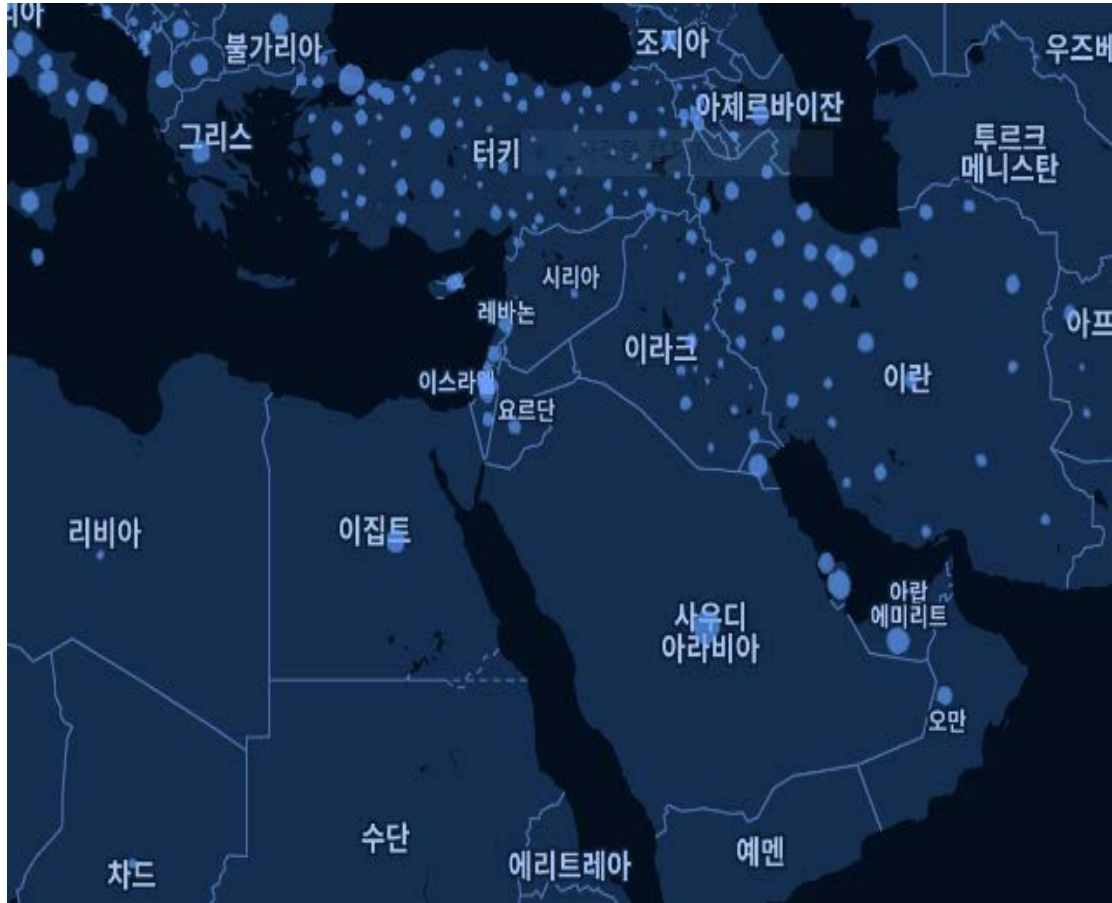 리아
불가리아
조지아
우즈베
아제르바이잔
그리스
터키
투르크
메니스탄
시리아
레바논
아프
이라크
이란
이스라엘
요르단
리비아
이집트
아랍
에미리트
사우디
아라비아
오만
수단
예멘
에리트레아
차드